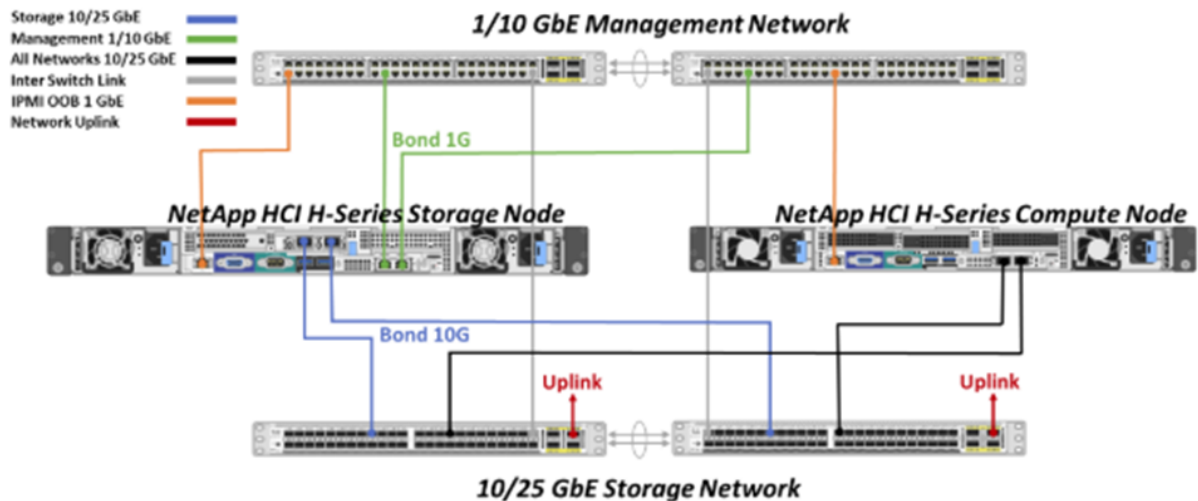 Storage 10/25 GbE
Management 1/10 GbE
All Networks 10/25 GbE
Inter Switch Link
IPMI OOB 1 GbE
Network Uplink
1/10 GbE Management Network
Bond 1G
NetApp HCI H-Series Storage Node
NetApp HCI H-Series Compute Node
Bond 10G
Uplink
Uplink
10/25 GbE Storage Network